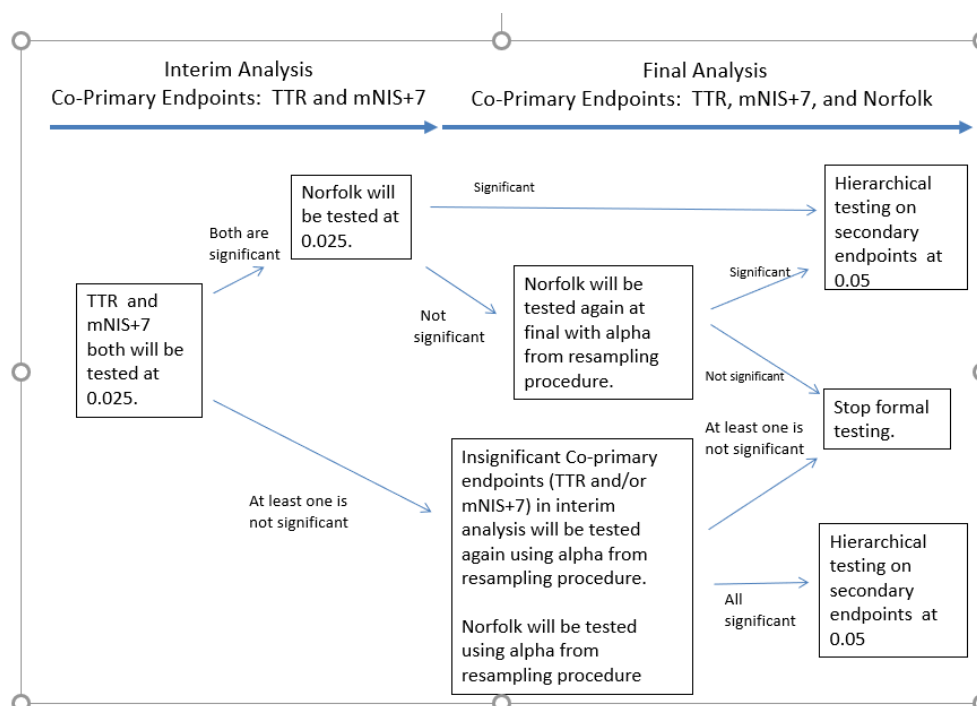 Interim Analysis
Co-Primary Endpoints:  TTR and mNIS+7
Final Analysis
Co-Primary Endpoints:  TTR, mNIS+7, and Norfolk
TTR  and
mNIS+7
both will be
tested at
0.025.
Both are
significant
Norfolk will
be tested at
0.025.
Significant
Not
significant
Norfolk will be
tested again at
final with alpha
from resampling
procedure.
Significant
Hierarchical
testing on
secondary
endpoints  at
0.05
Not significant
Stop formal
testing.
At least one is
not significant
At least one is
not significant
Insignificant Co-primary
endpoints (TTR and/or
mNIS+7) in interim
analysis will be tested
again using alpha from
resampling procedure.
Norfolk will be tested
using alpha from
resampling procedure
All
significant
Hierarchical
testing on
secondary
endpoints  at
0.05